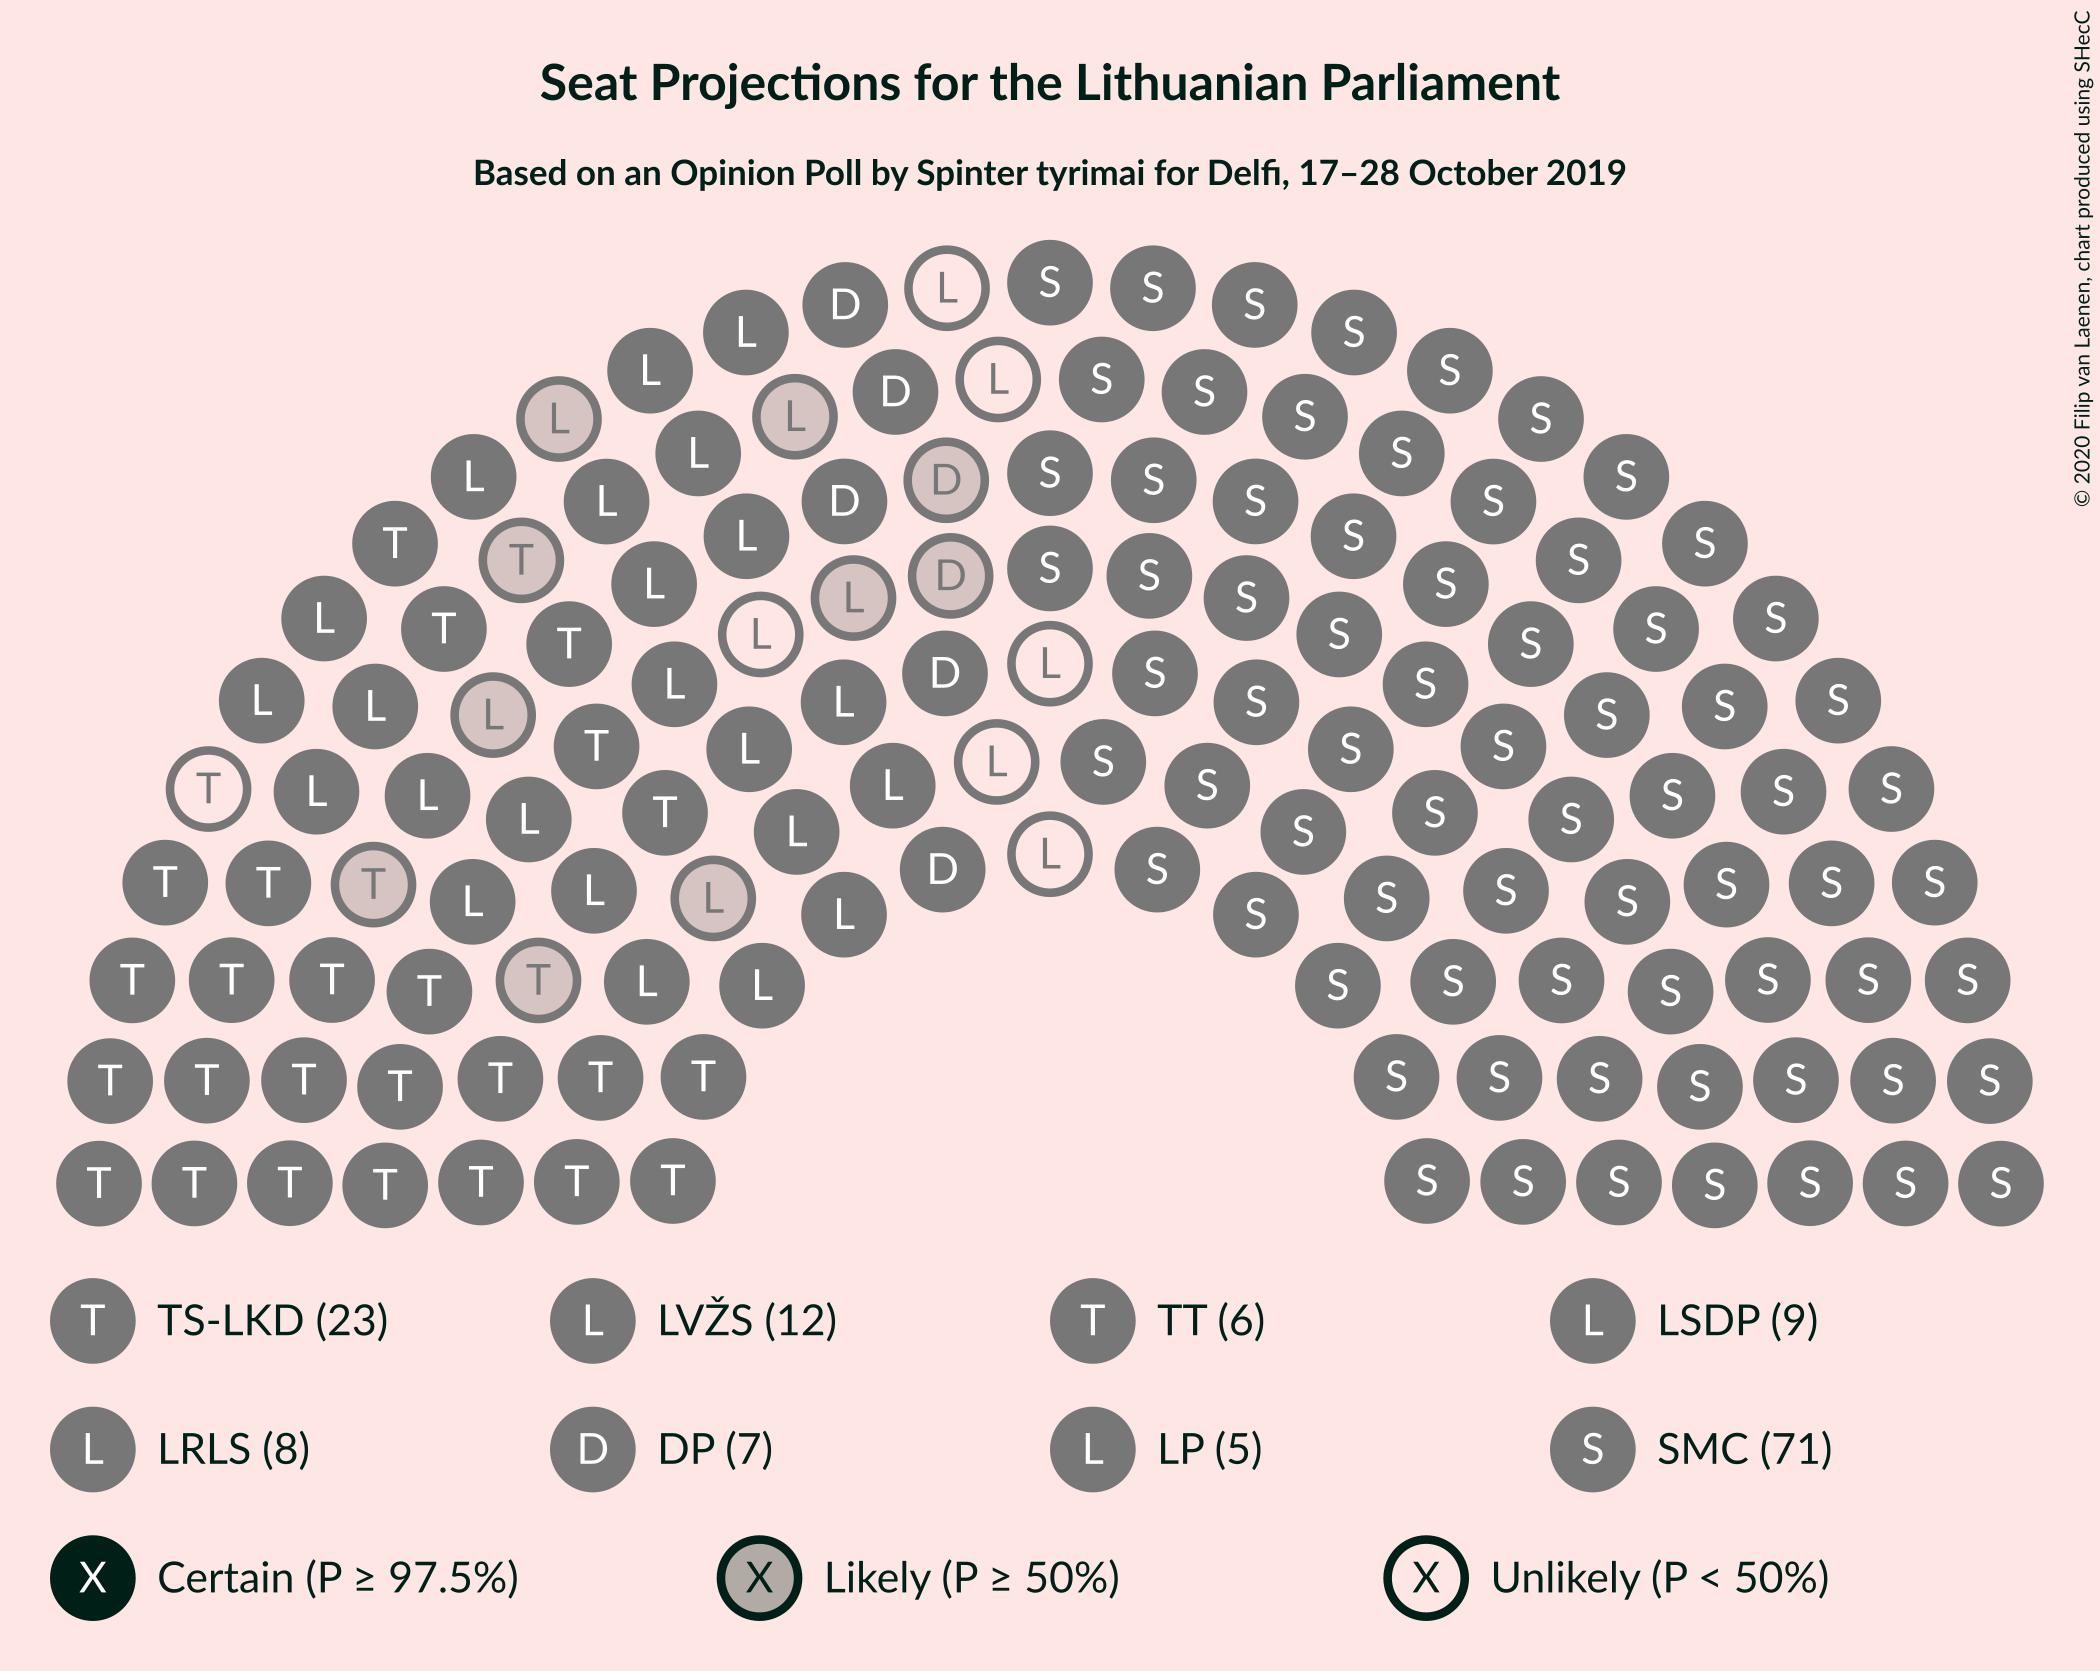 Seat Projections for the Lithuanian Parliament
Based on an Opinion Poll by Spinter tyrimai for Delfi, 17–28 October 2019
© 2020 Filip van Laenen, chart produced using SHecC
L S S S
D S
L S
L S
L D L S S S
L L S S
L D S S S S
T L L S S S
T L D S S
L T L L D S S S S
T T L S S S
L L T L L D L S S S S S
L T L S S S
T L L L L L L S S S S S S
L T L S S S
T T T L L L L D L S S S S S S S
L S
T T T T T L L S S S S S S S
T T T T T T T S S S S S S S
T T T T T T T S S S S S S S
T TS-LKD (23) L LVŽS (12) T TT (6) L LSDP (9)
L LRLS (8) D DP (7) L LP (5) S SMC (71)
X Certain (P ≥ 97.5%) X Likely (P ≥ 50%) X Unlikely (P < 50%)